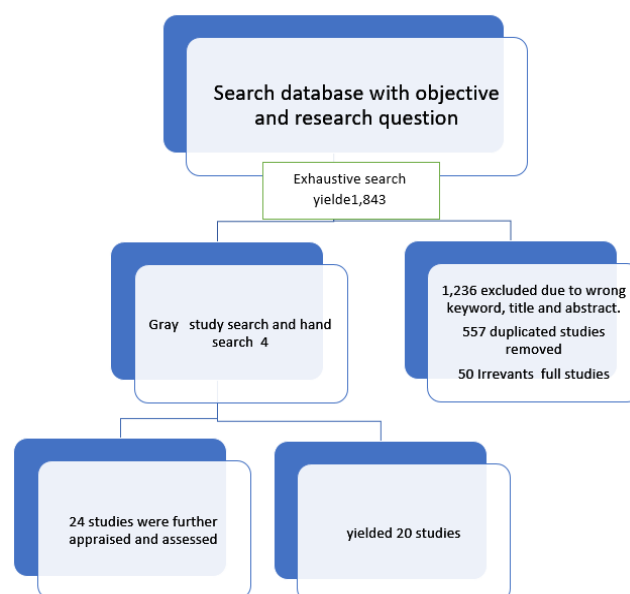 Search database with objective
and research question
Exhaustive search
yielde1,843
Gray study search and hand
search 4
1,236 excluded due to wrong
keyword, title and abstract.
557 duplicated studies
removed
50 Irrevants full studies
24 studies were further
appraised and assessed
yielded 20 studies